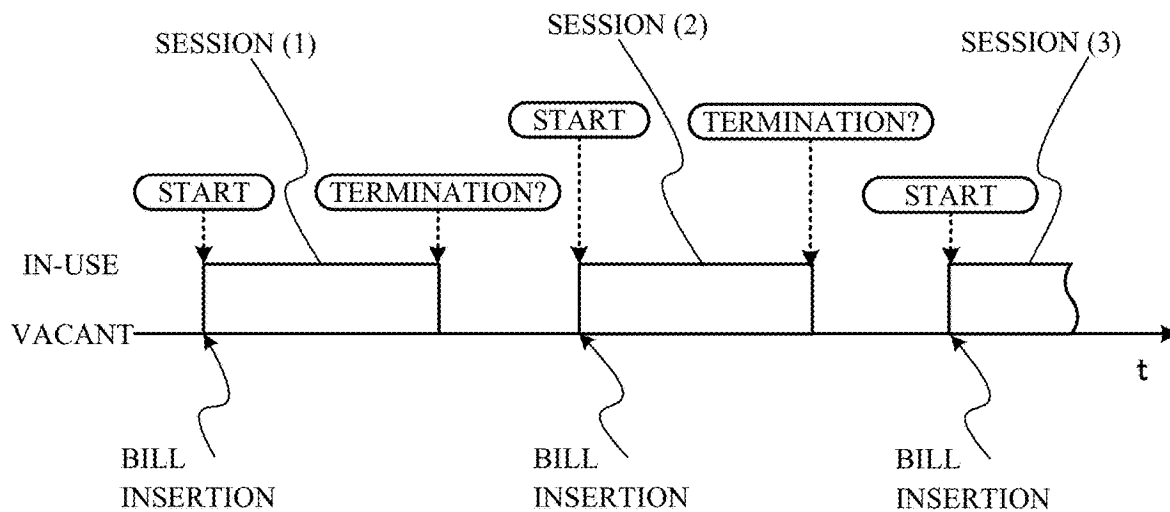 SESSION (1)
SESSION (2)
SESSION (3)
START
TERMINATION?
START
TERMINATION?
START
IN-USE
VACANT
t
BILL
INSERTION
BILL
INSERTION
BILL
INSERTION